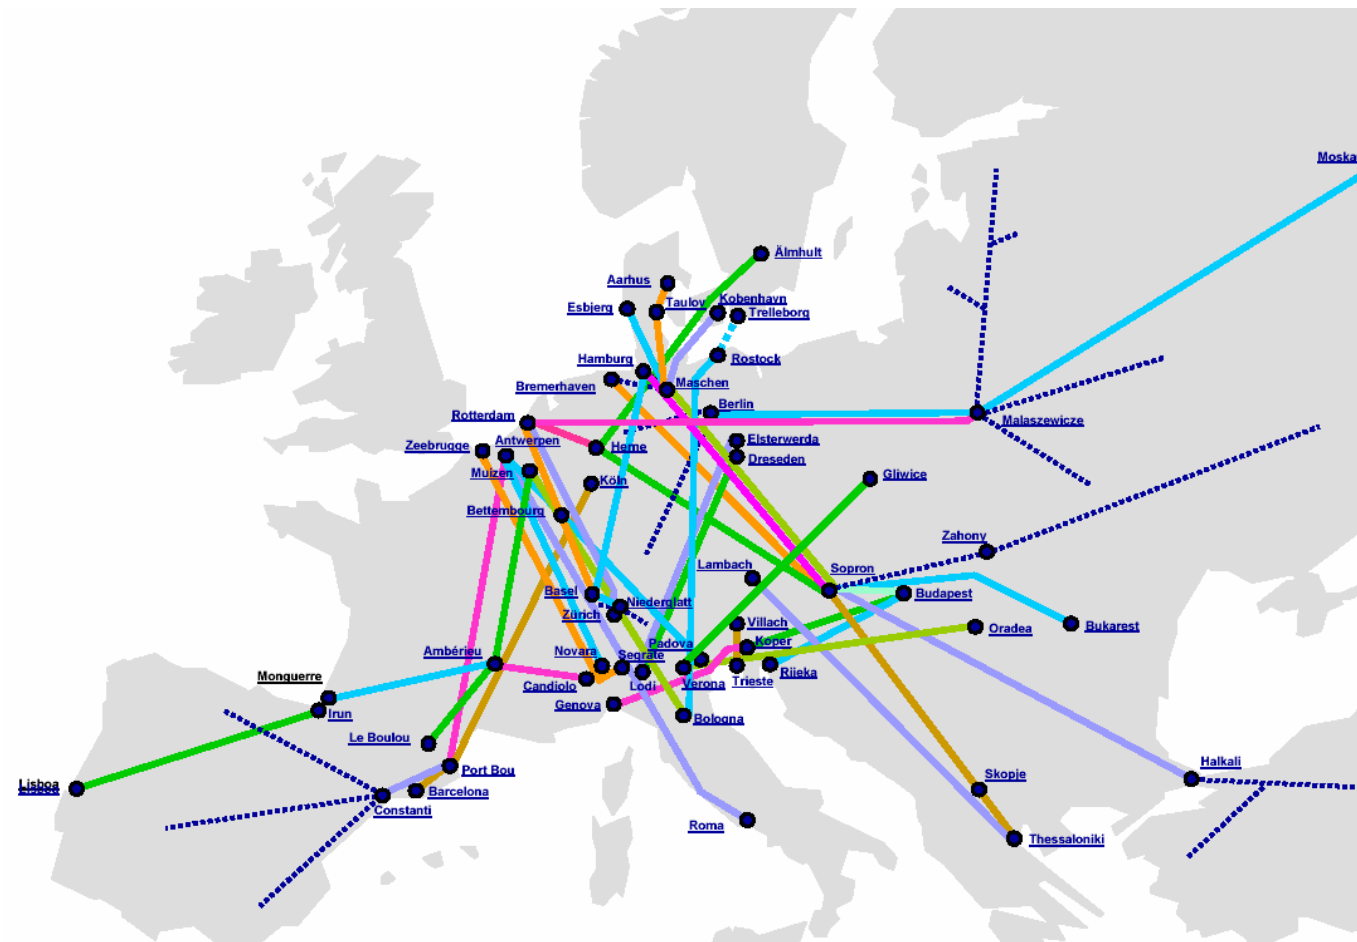 Moska
Älmhult
Aarhus
Esbjerg
Taulov
Kobenhavn
Trelleborg
Hamburg
Rostock
Bremerhaven
Maschen
Berlin
Rotterdam
Malaszewicze
Zeebrugge
Antwerpen
Herne
Elsterwerda
Dreseden
Muizen
Köln
Gliwice
Bettembourg
Zahony
Lambach
Sopron
Basel
Niederglatt
Budapest
Zürich
Villach
Koper
Oradea
Bukarest
Padova
Ambérieu
Novara
Segrate
Monguerre
Candiolo
Lodi
Verona
Trieste
Rijeka
Genova
Irun
Bologna
Le Boulou
Port Bou
Skopje
Halkali
Lisboa
Lisboa
Barcelona
Constanti
Roma
Thessaloniki